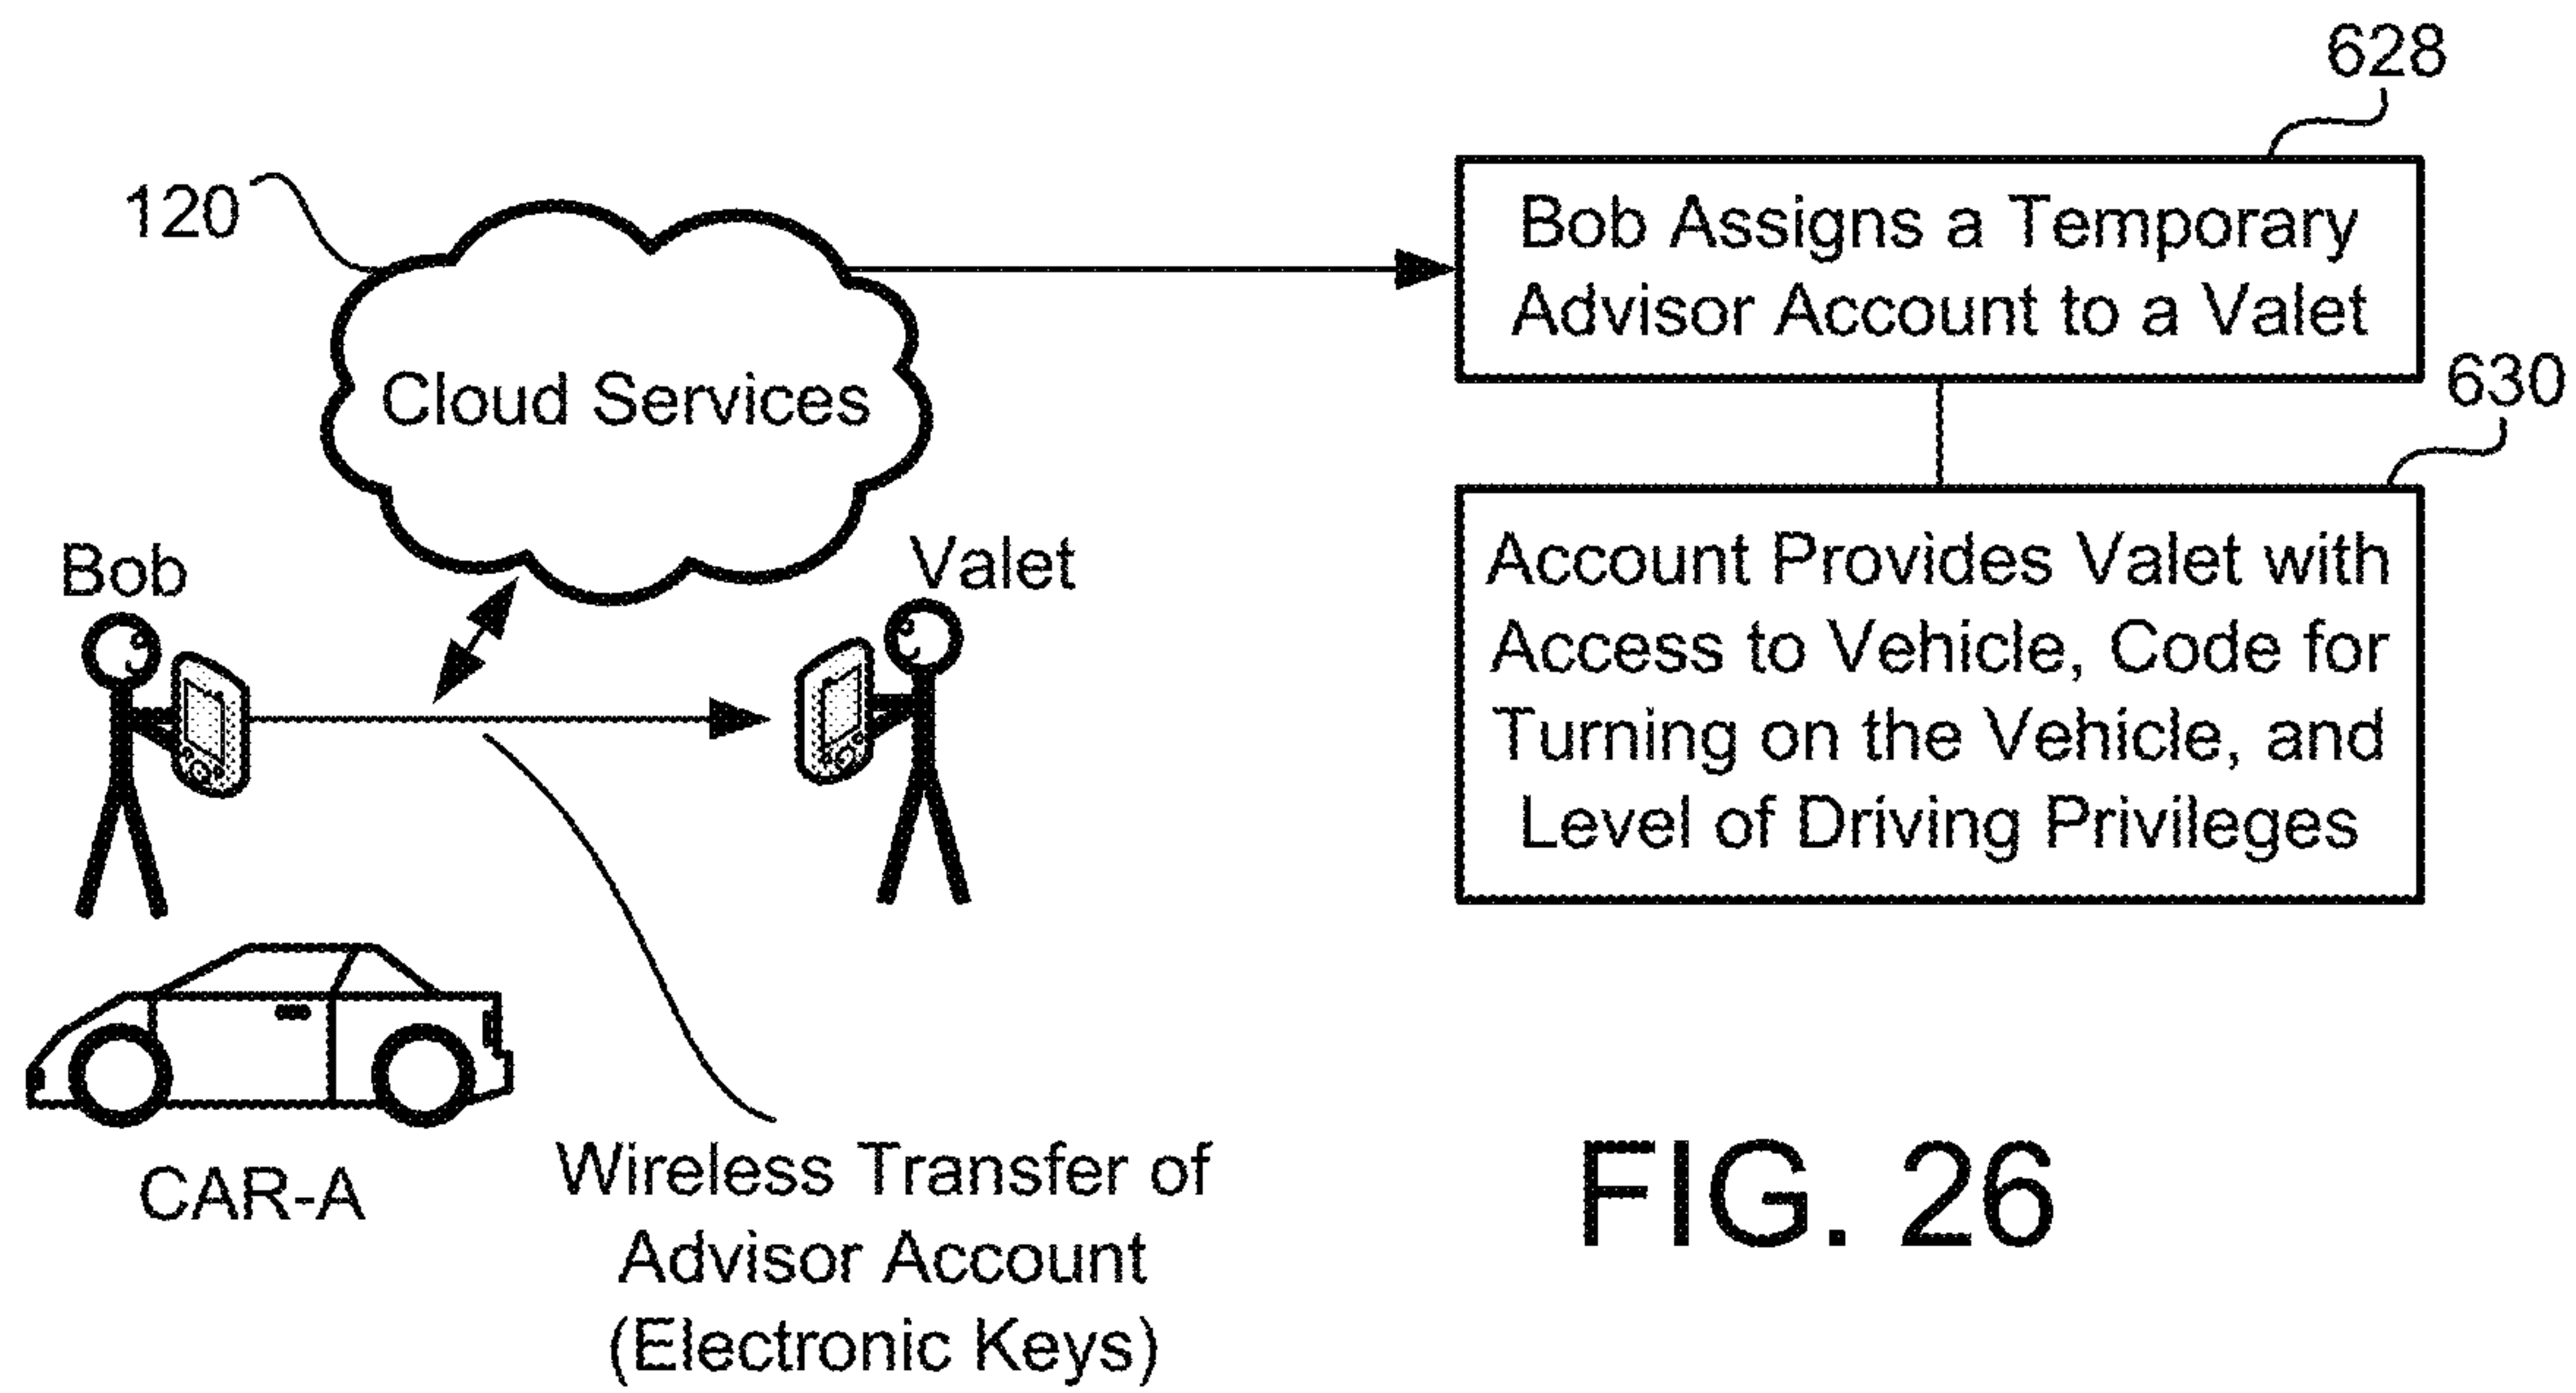 628
120
Bob Assigns a Temporary
Advisor Account to a Valet
Cloud Services
630
Bob
Valet
Account Provides Valet with
Access to Vehicle, Code for
Turning on the Vehicle, and
Level of Driving Privileges
CAR-A
Wireless Transfer of
Advisor Account
(Electronic Keys)
FIG. 26